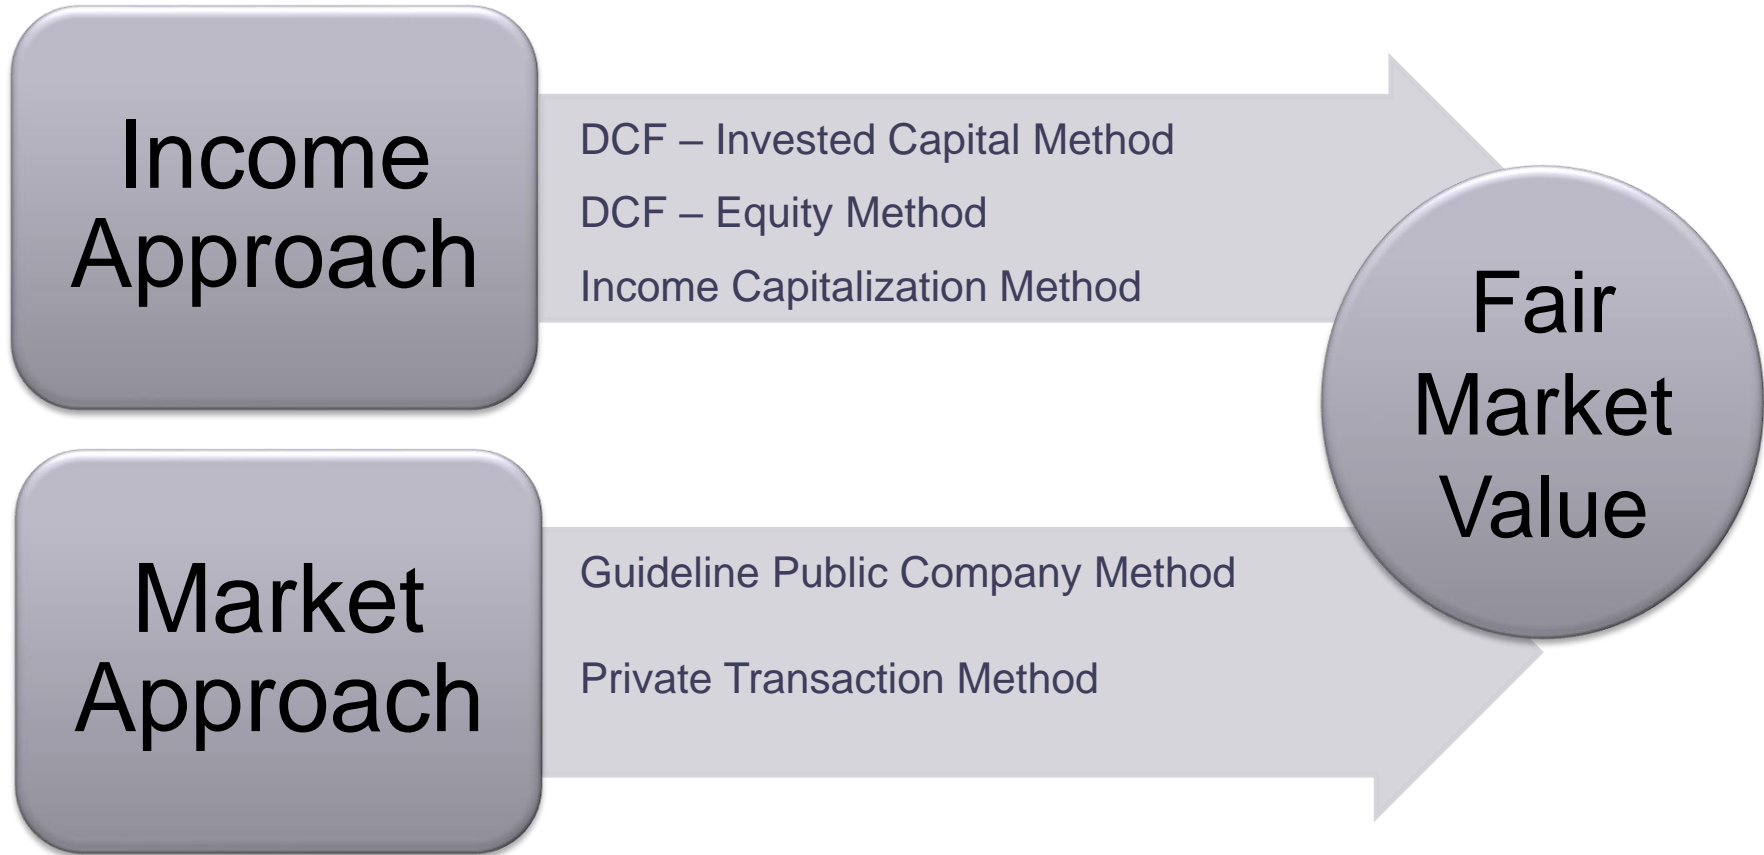 Income
Approach
DCF – Invested Capital Method
DCF – Equity Method
Income Capitalization Method
Fair
Market
Value
Market
Approach
Guideline Public Company Method
Private Transaction Method